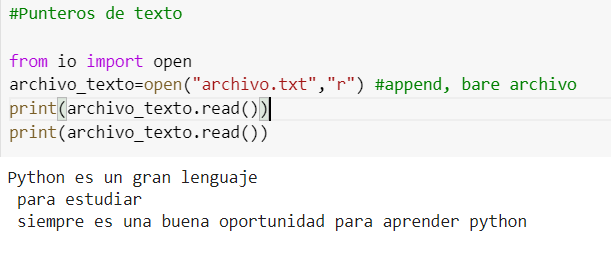 #Punteros de texto
from io import open
archivo_texto=open("archivo.txt","r") #append, bare archivo
print(archivo_texto.read())
print(archivo_texto.read())
Python es un gran lenguaje
 para estudiar
 siempre es una buena oportunidad para aprender python